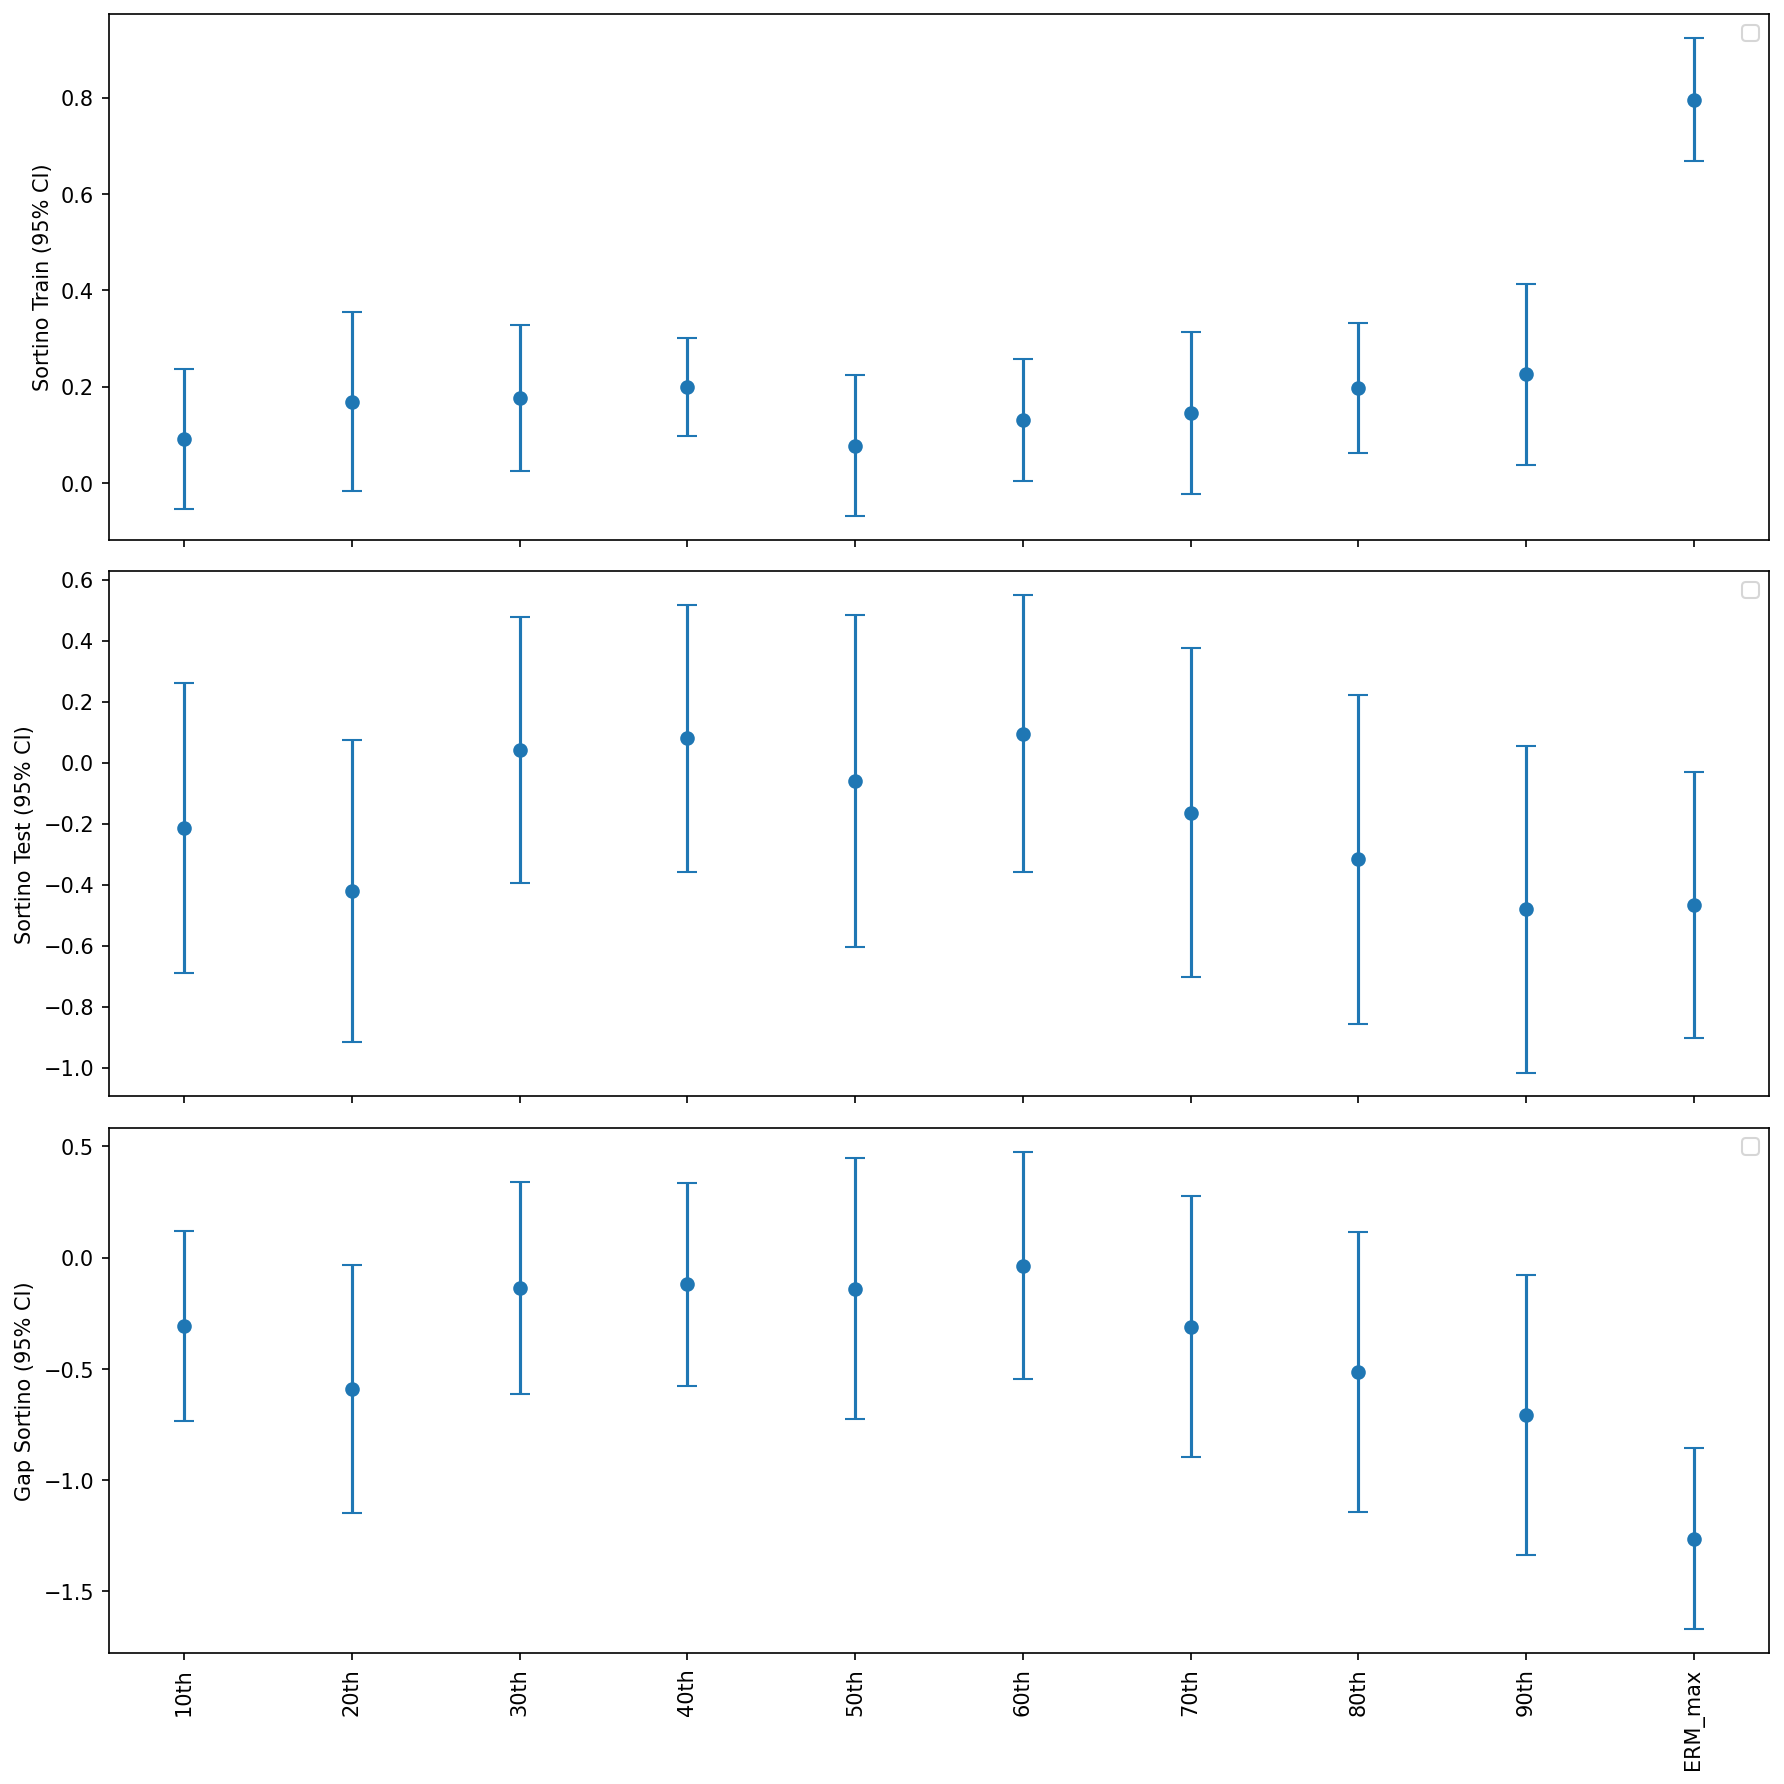 Sortino Train (95% CI)
0.8
0.6
0.4
0.2
0.0
Sortino Test (95% CI)
0.6
0.4
0.2
0.0
−0.2
−0.4
−0.6
−0.8
−1.0
Gap Sortino (95% CI)
0.5
0.0
−0.5
−1.0
−1.5
10th
20th
30th
40th
50th
60th
70th
80th
90th
ERM_max